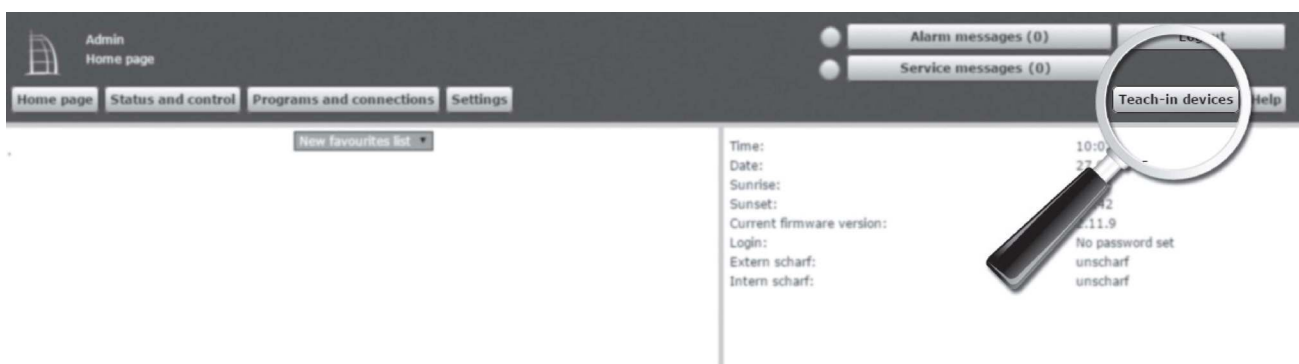 Admin
Home page
Alarm messages (0)
Service messages (0)
Home page
Status and control
Programs and connections
Settings
Teach-in devices
Help
New favourites list
Time:
Date:
Sunrise:
Sunset:
Current firmware version:
Login: No password set
Extern scharf: unscharf
Intern scharf: unscharf